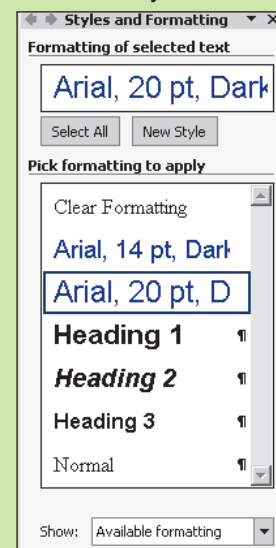 Styles and Formatting
Formatting of selected text
Arial, 20 pt, Dark
Select All New Style
Pick formatting to apply
Clear Formatting
Arial, 14 pt, Dark
Arial, 20 pt, D
Heading 1 ¶
Heading 2 ¶
Heading 3 ¶
Normal ¶
Show: Available formatting